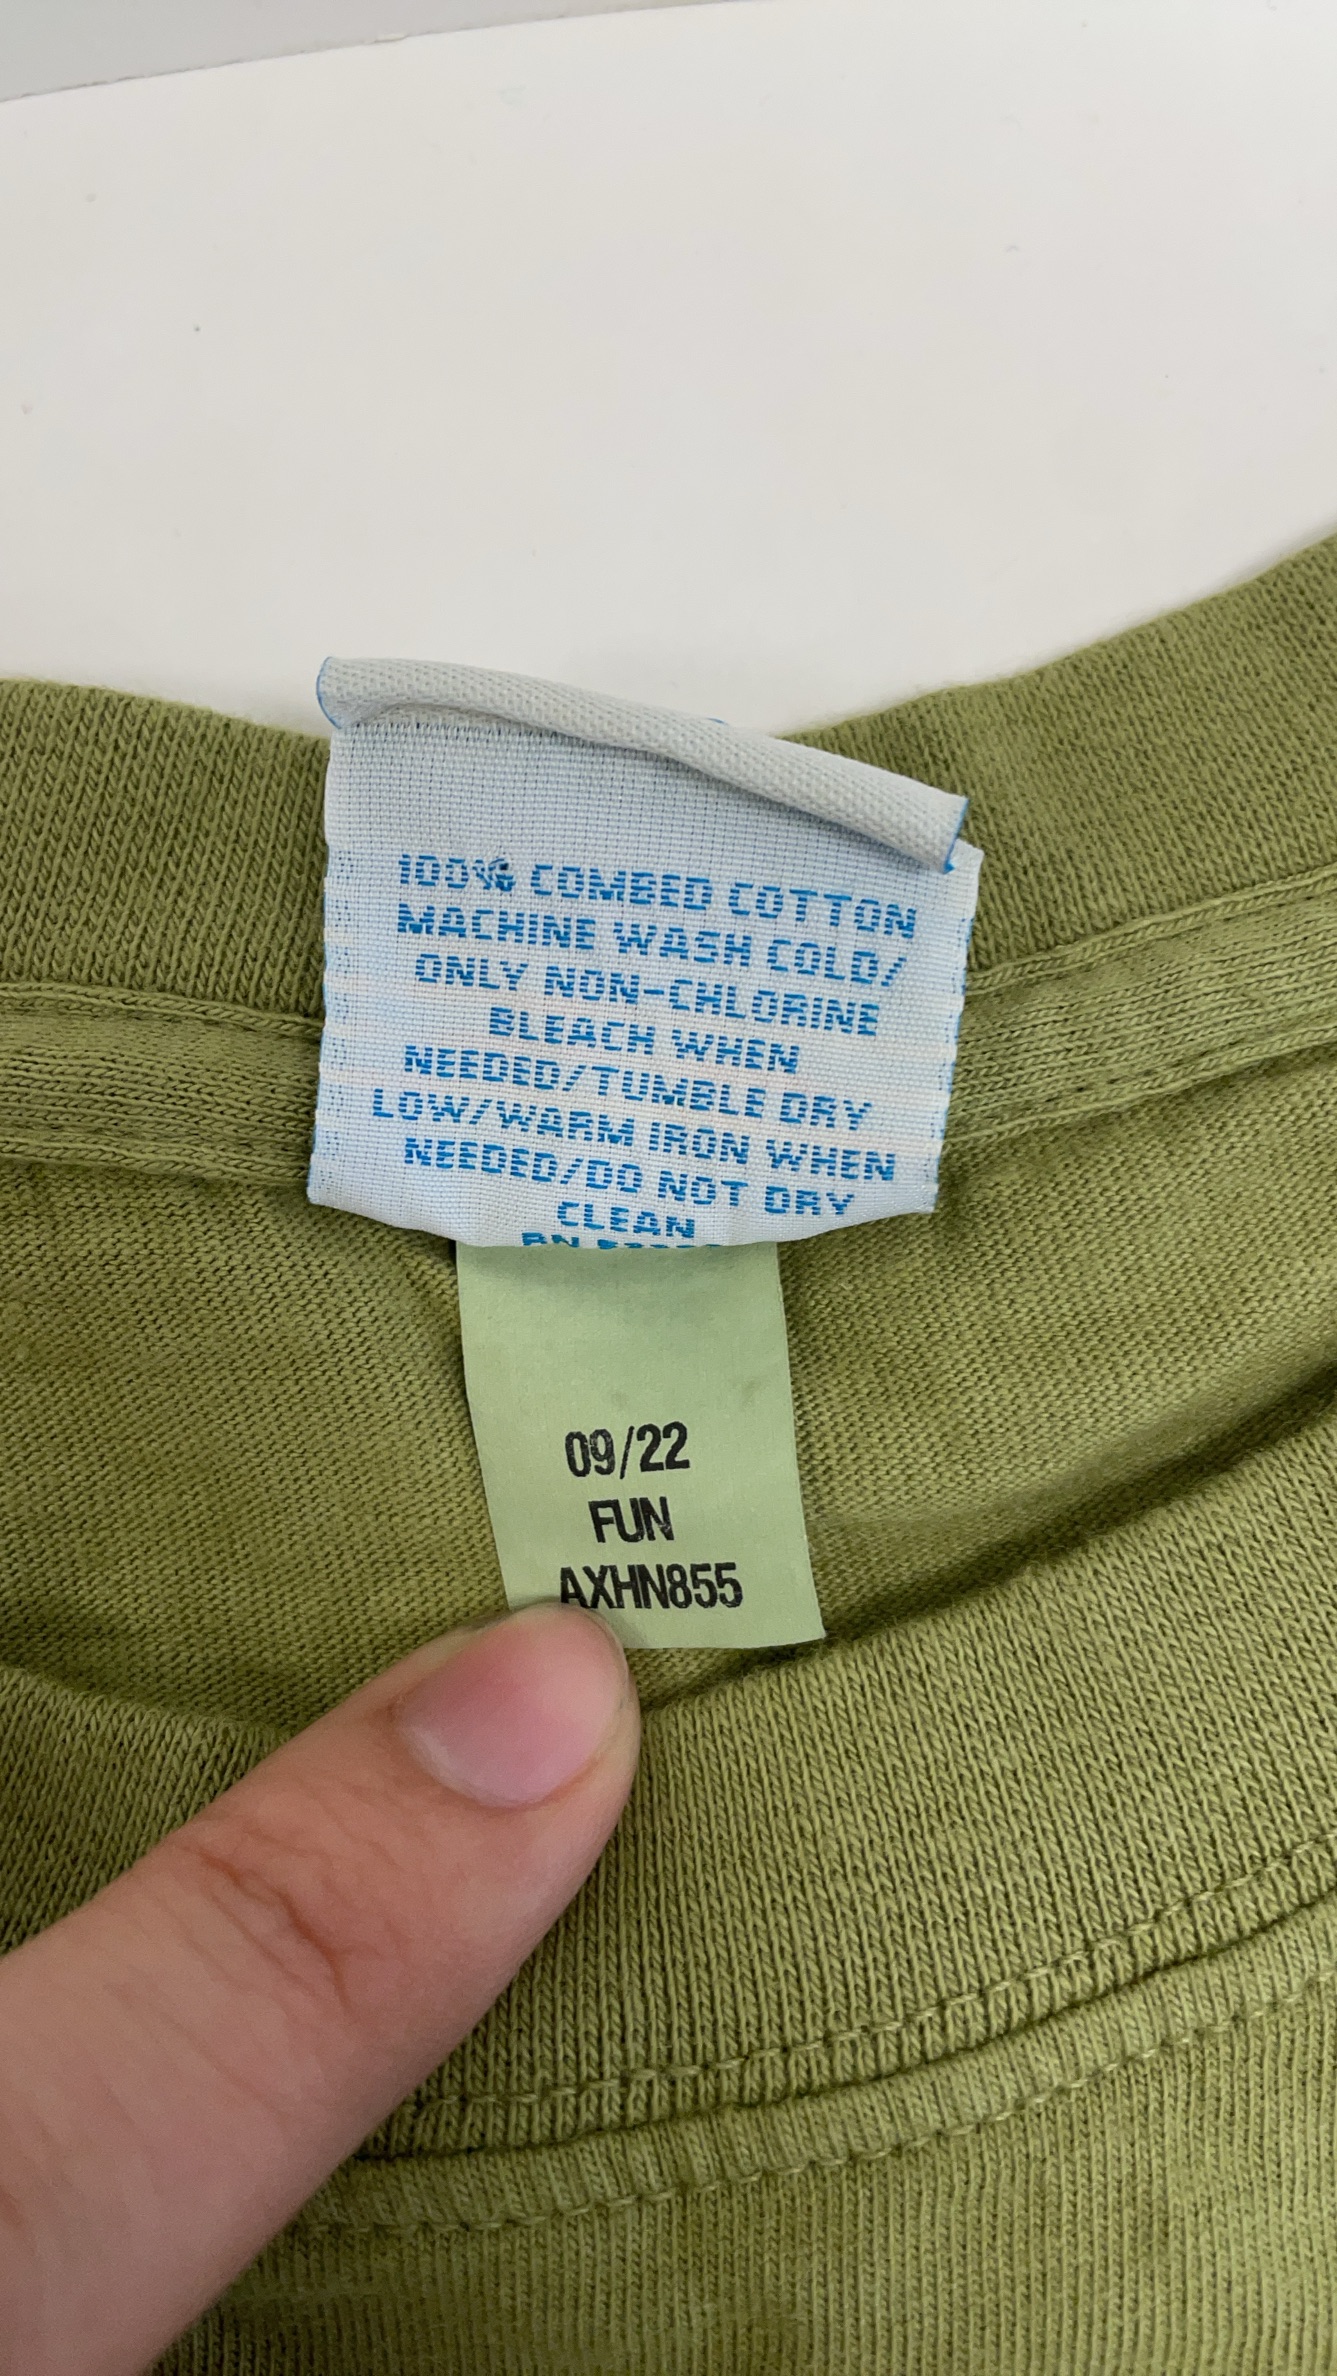 100% COMBED COTTON
MACHINE WASH COLD/
ONLY NON-CHLORINE
BLEACH WHEN
NEEDED/TUMBLE DRY
LOW/WARM IRON WHEN
NEEDED/DO NOT DRY
CLEAN
RN
09/22
FUN
AXHN855